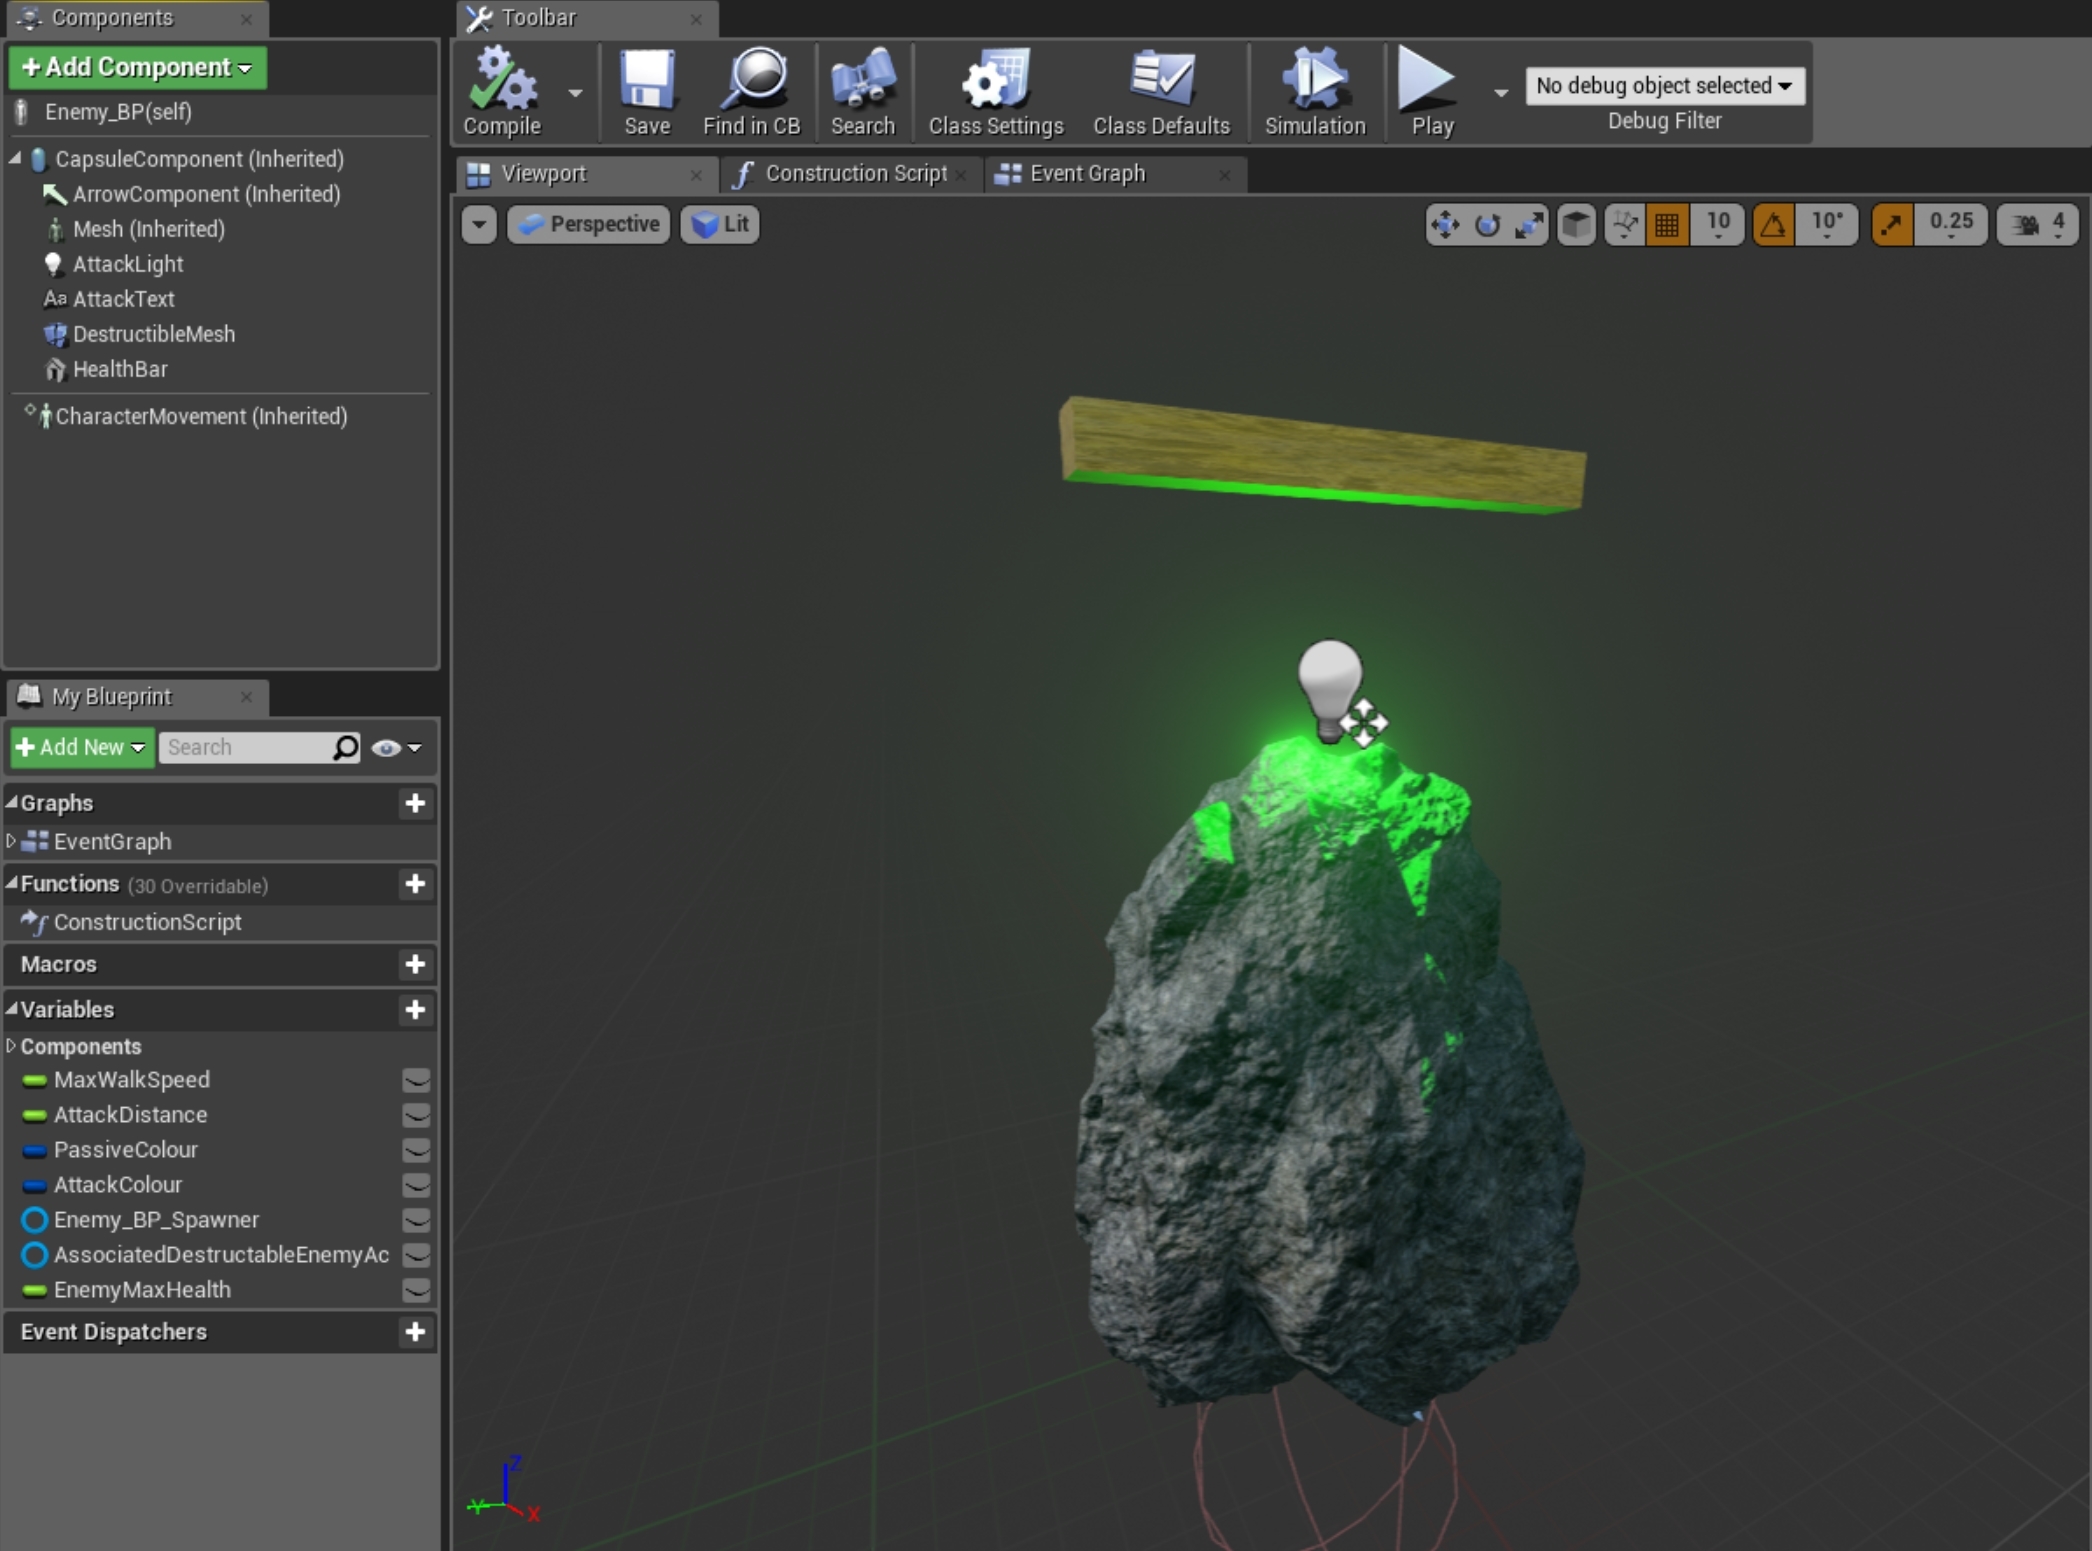 Components
Add Component
Enemy_BP(self)
CapsuleComponent (Inherited)
ArrowComponent (Inherited)
Mesh (Inherited)
AttackLight
Aa AttackText
DestructibleMesh
HealthBar
CharacterMovement (Inherited)
My Blueprint
Add New
Search
Graphs
EventGraph
Functions (30 Overridable)
ConstructionScript
Macros
Variables
Components
MaxWalkSpeed
AttackDistance
PassiveColour
AttackColour
Enemy_BP_Spawner
AssociatedDestructableEnemyAc
EnemyMaxHealth
Event Dispatchers
Toolbar
Compile
Save
Find in CB
Search
Class Settings
Class Defaults
Simulation
Play
No debug object selected
Debug Filter
Viewport
Construction Script
Event Graph
Perspective
Lit
10
10°
0.25
4
Z
Y
X